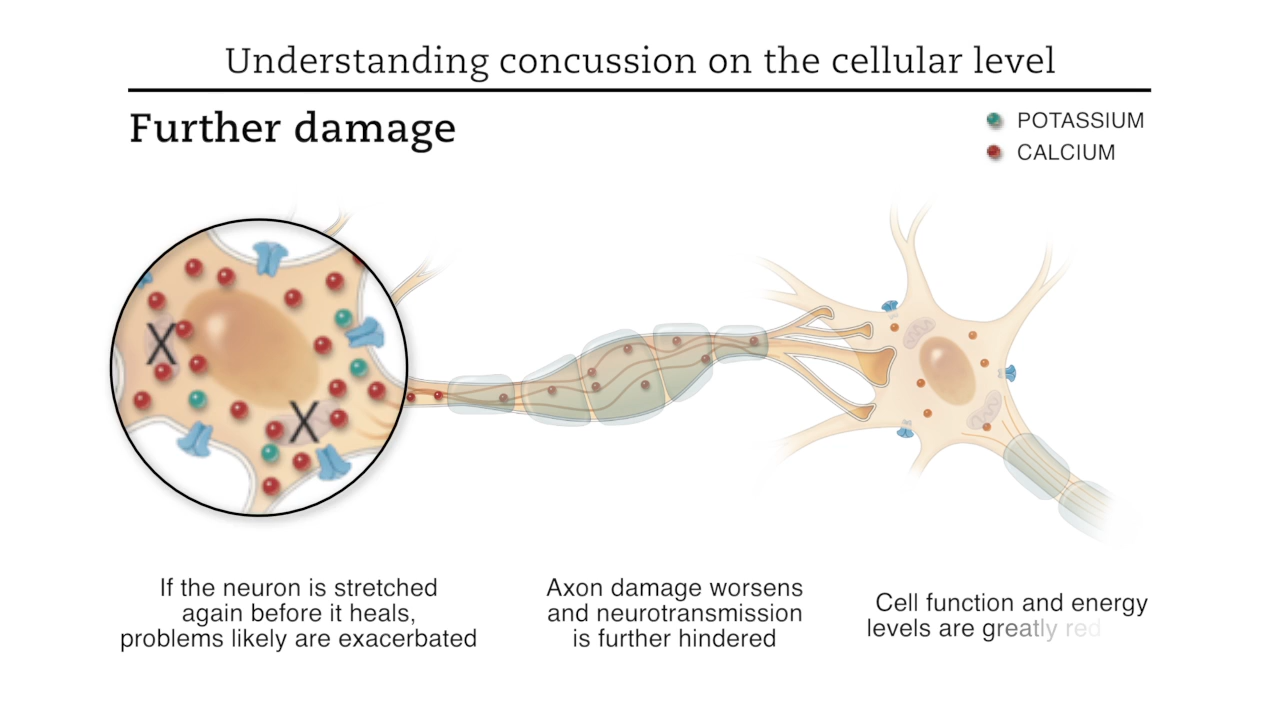 Understanding concussion on the cellular level
Further damage
POTASSIUM
CALCIUM
X
X
If the neuron is stretched
again before it heals,
problems likely are exacerbated
Axon damage worsens
and neurotransmission
is further hindered
Cell function and energy
levels are greatly red